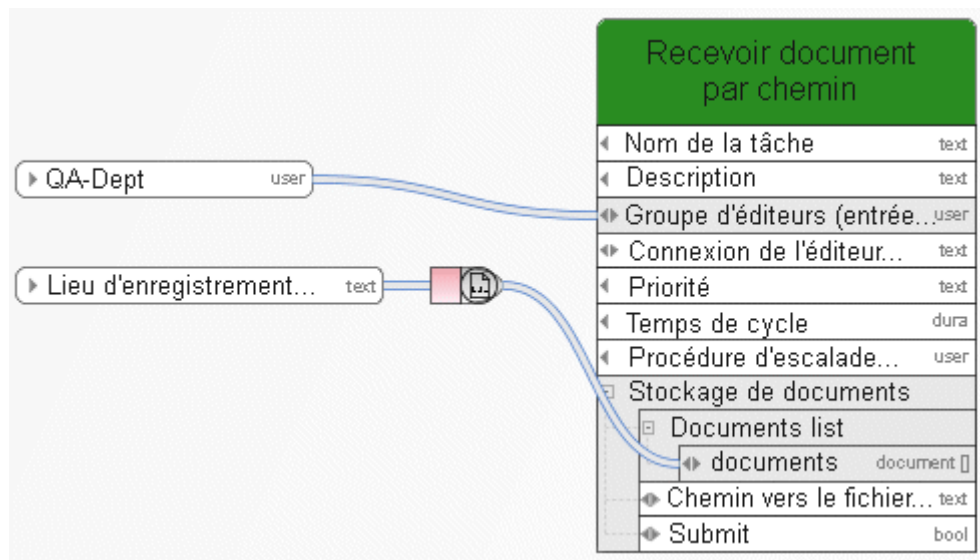 Recevoir document
par chemin
Nom de la tâche text
QA-Dept user
Description text
Groupe d'éditeurs (entrée... user
Connexion de l'éditeur... text
Lieu d'enregistrement... text
Priorité text
Temps de cycle dura
Procédure d'escalade... user
Stockage de documents
Documents list
documents document []
Chemin vers le fichier... text
Submit bool